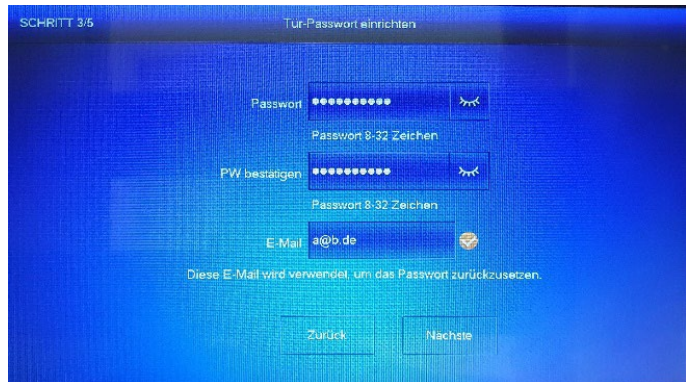 SCHRITT 3/5
Tür-Passwort einrichten
Passwort ●●●●●●●●●●
Passwort 8-32 Zeichen
PW bestätigen ●●●●●●●●●●
Passwort 8-32 Zeichen
E-Mail a@b.de
Diese E-Mail wird verwendet, um das Passwort zurückzusetzen.
Zurück Nächste